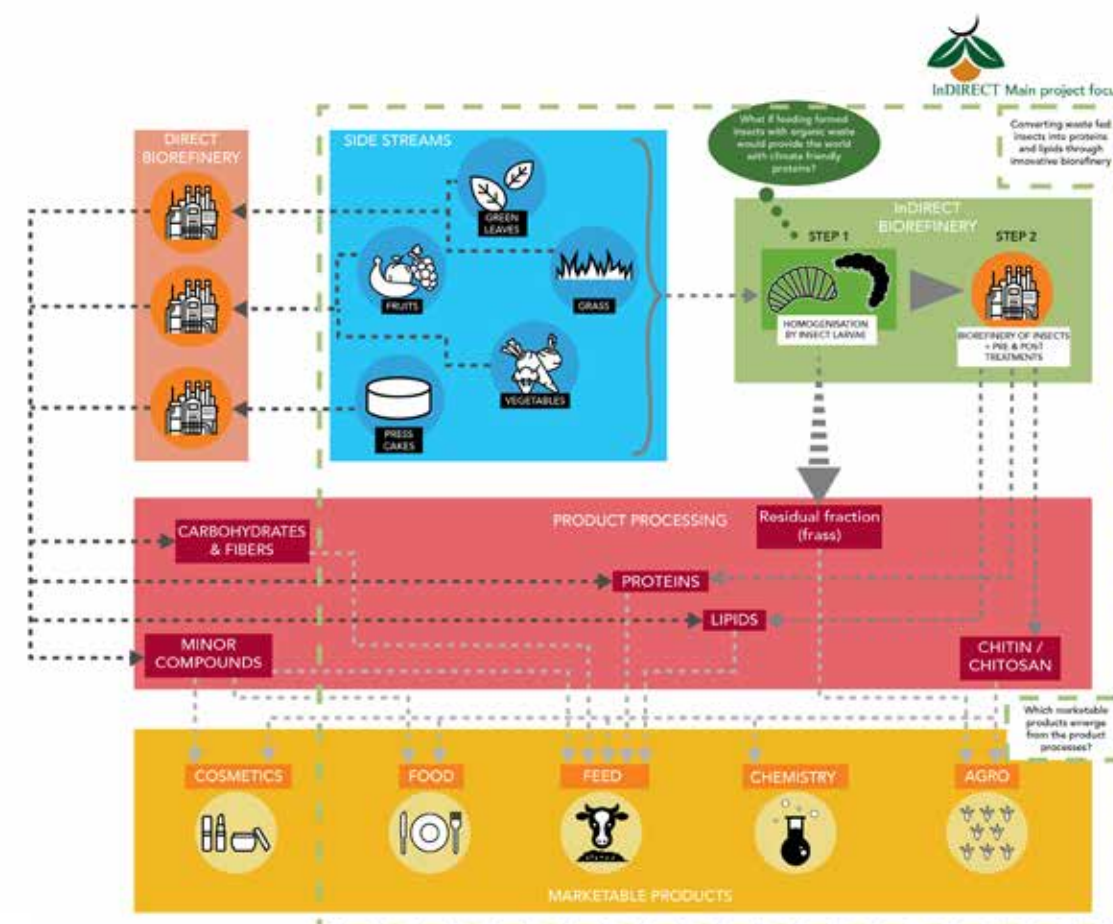 InDIRECT Main project focu
What if feeding farmed
insects with organic waste
would provide the world
with climate friendly
proteins?
Converting waste fed
insects into proteins
and lipids through
innovative biorefinery
DIRECT
BIOREFINERY
SIDE STREAMS
GREEN
LEAVES
FRUITS
GRASS
VEGETABLES
PRESS
CAKES
InDIRECT
BIOREFINERY
STEP 1
STEP 2
HOMOGENISATION
BY INSECT LARVAE
BIOREFINERY OF INSECTS
+ PRE & POST
TREATMENTS
PRODUCT PROCESSING
Residual fraction
(frass)
CARBOHYDRATES
& FIBERS
PROTEINS
LIPIDS
MINOR
COMPOUNDS
CHITIN /
CHITOSAN
Which marketable
products emerge
from the product
processes?
COSMETICS
FOOD
FEED
CHEMISTRY
AGRO
MARKETABLE PRODUCTS